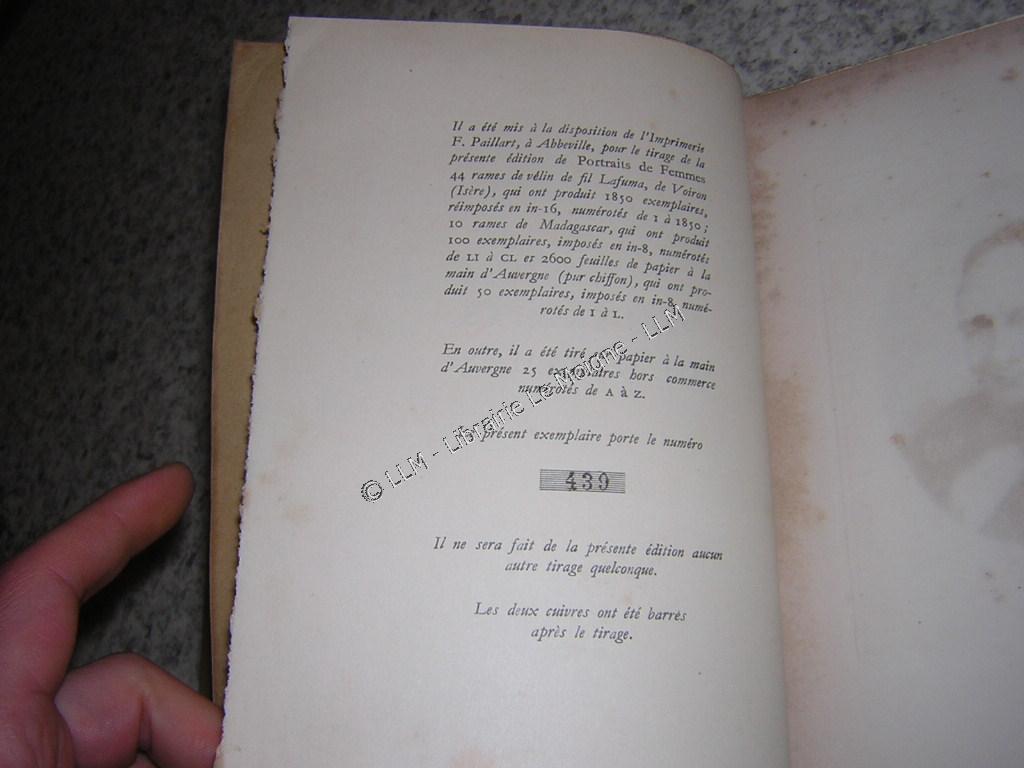 Il a été mis à la disposition de l'Imprimerie
F. Paillart, à Abbeville, pour le tirage de la
présente édition de Portraits de Femmes
44 rames de vélin de fil Lafuma, de Voiron
(Isère), qui ont produit 1850 exemplaires,
réimposés en in-16, numérotés de 1 à 1850 ;
10 rames de Madagascar, qui ont produit
100 exemplaires, imposés en in-8, numérotés
de LI à CL et 2600 feuilles de papier à la
main d'Auvergne (pur chiffon), qui ont pro-
duit 50 exemplaires, imposés en in-8, numé-
rotés de I à L.
En outre, il a été tiré sur papier à la main
d'Auvergne 25 exemplaires hors commerce
numérotés de A à Z.
présent exemplaire porte le numéro
439
Il ne sera fait de la présente édition aucun
autre tirage quelconque.
Les deux cuivres ont été barrés
après le tirage.
© LLM - Librairie Le Moigne - LLM